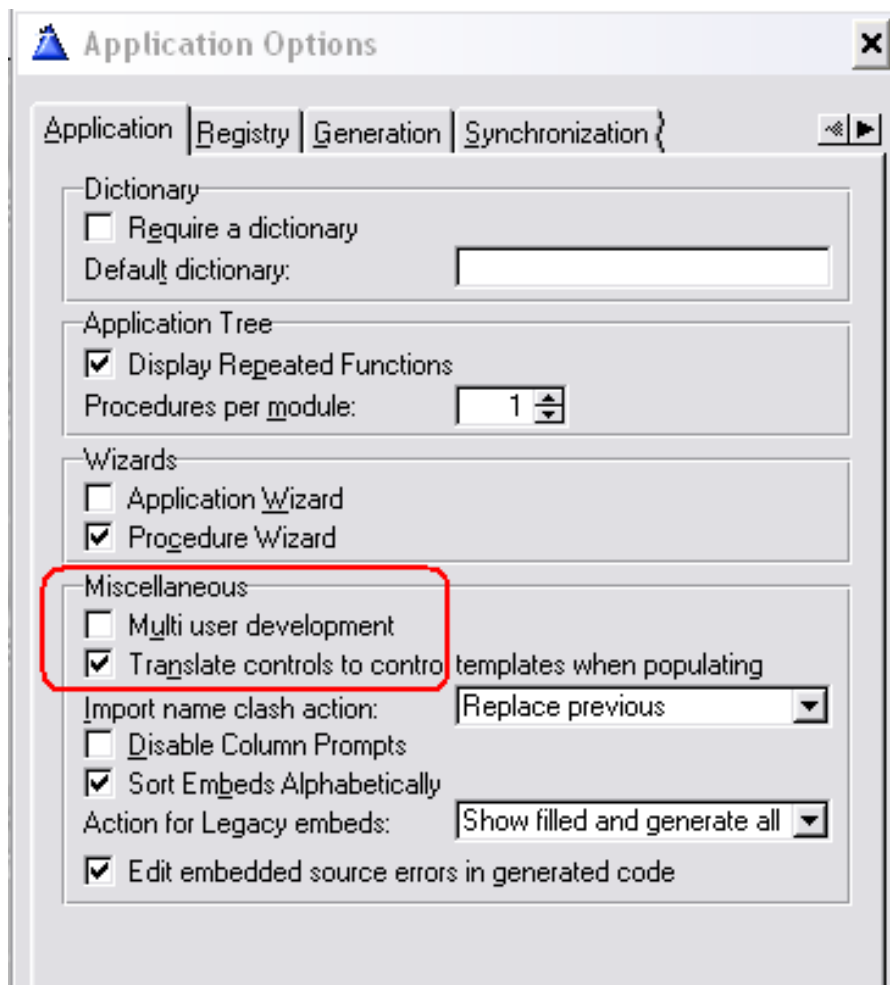 Application Options
Application Registry Generation Synchronization
Dictionary
Require a dictionary
Default dictionary:
Application Tree
Display Repeated Functions
Procedures per module: 1
Wizards
Application Wizard
Procedure Wizard
Miscellaneous
Multi user development
Translate controls to control templates when populating
Import name clash action: Replace previous
Disable Column Prompts
Sort Embeds Alphabetically
Action for Legacy embeds: Show filled and generate all
Edit embedded source errors in generated code